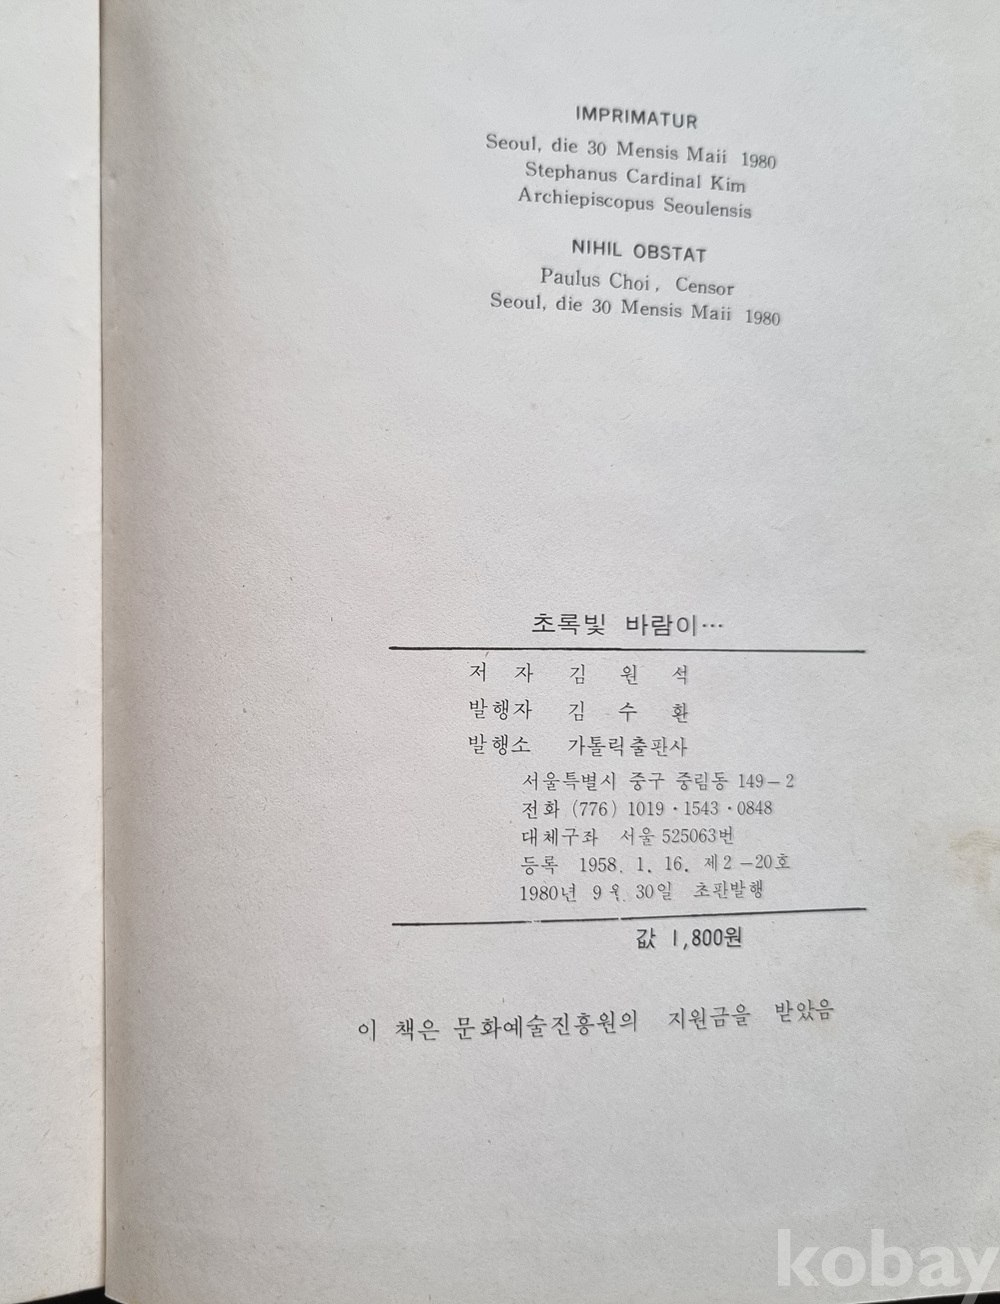 IMPRIMATUR
Seoul, die 30 Mensis Maii 1980
Stephanus Cardinal Kim
Archiepiscopus Seoulensis
NIHIL OBSTAT
Paulus Choi, Censor
Seoul, die 30 Mensis Maii 1980
초록빛 바람이…
저 자 김 원 석
발행자 김 수 환
발행소 가톨릭출판사
서울특별시 중구 중림동 149－2
전화 (776) 1019・1543・0848
대체구좌 서울 525063번
등록 1958. 1. 16. 제2－20호
1980년 9월. 30일 초판발행
값 1,800원
이 책은 문화예술진흥원의 지원금을 받았음
kobay